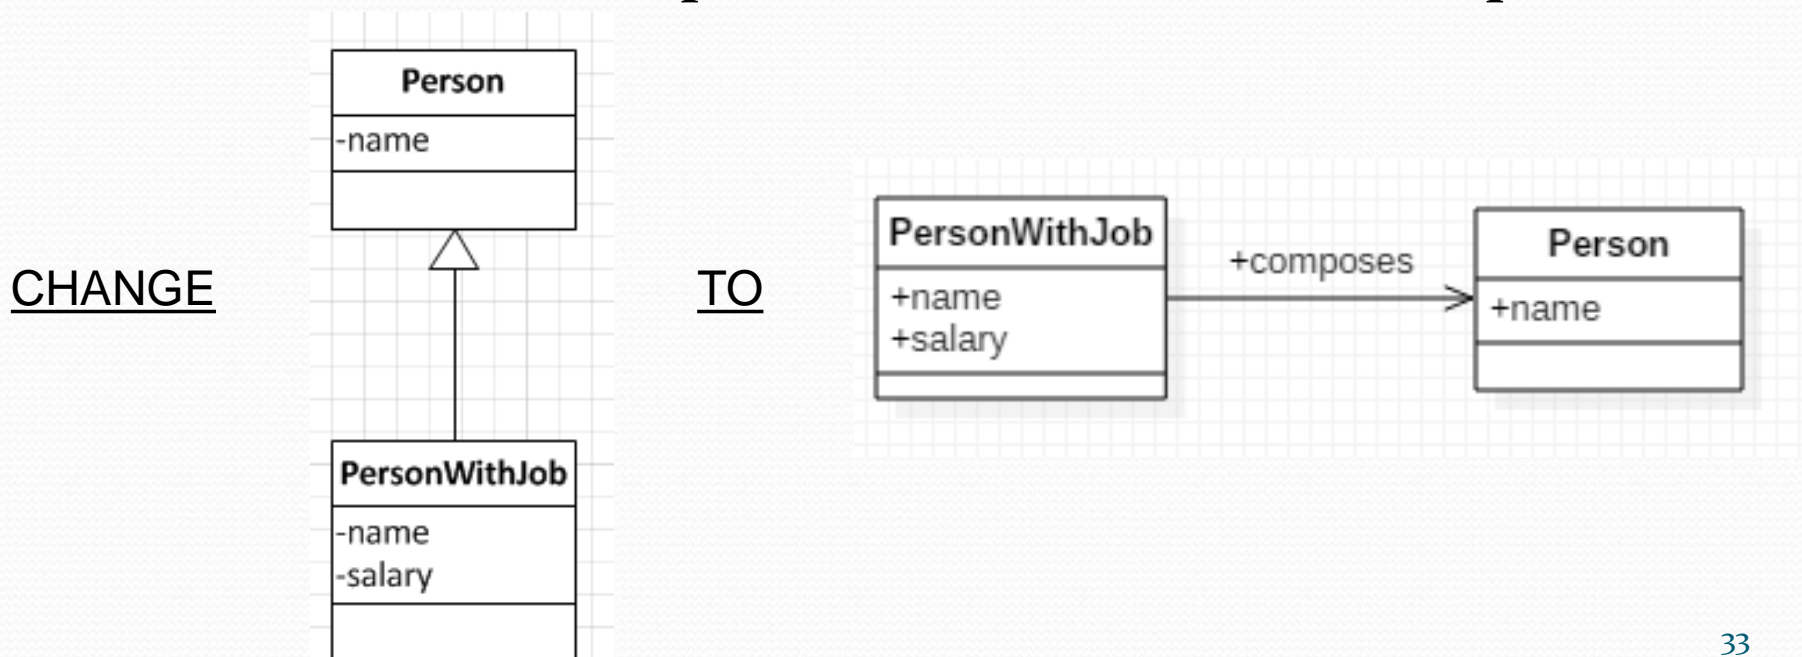 CHANGE
Person
-name
PersonWithJob
-name
-salary
TO
PersonWithJob
+name
+salary
+composes
Person
+name
33